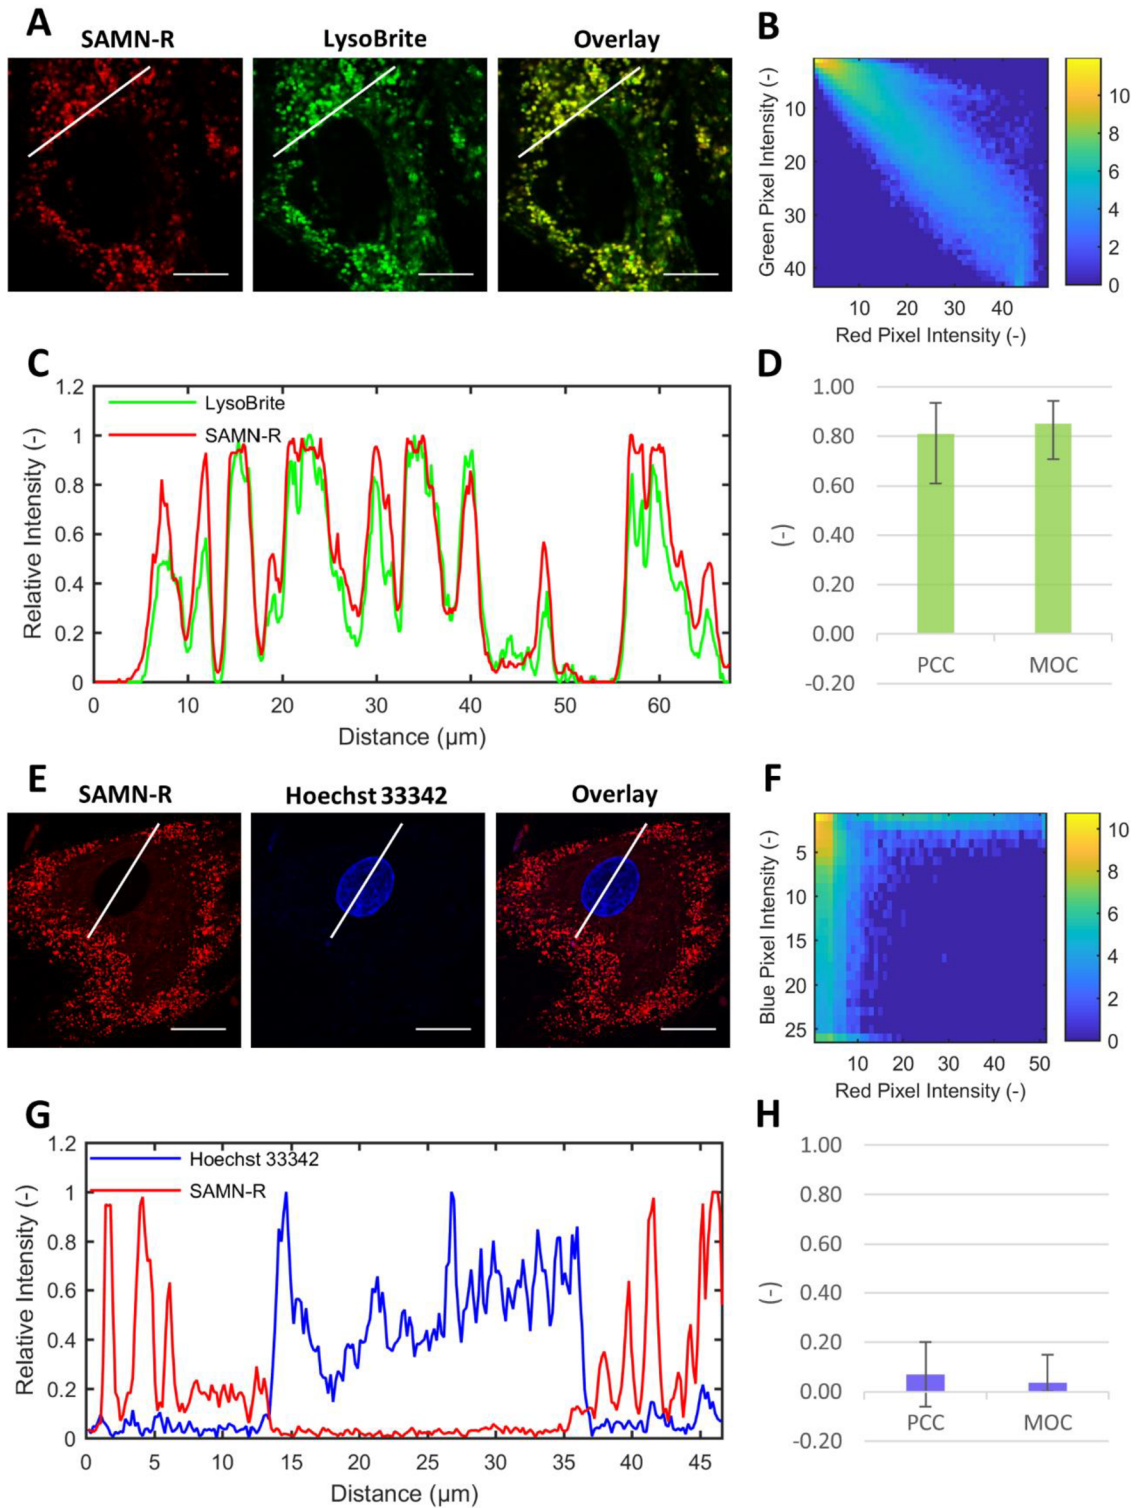 A
SAMN-R
LysoBrite
Overlay
B
Green Pixel Intensity (-)
10
20
30
40
10
20
30
40
Red Pixel Intensity (-)
10
8
6
4
2
0
C
Relative Intensity (-)
1.2
1
0.8
0.6
0.4
0.2
0
LysoBrite
SAMN-R
0
10
20
30
40
50
60
Distance (µm)
D
(-)
1.00
0.80
0.60
0.40
0.20
0.00
-0.20
PCC
MOC
E
SAMN-R
Hoechst 33342
Overlay
F
Blue Pixel Intensity (-)
5
10
15
20
25
10
20
30
40
50
Red Pixel Intensity (-)
10
8
6
4
2
0
G
Relative Intensity (-)
1.2
1
0.8
0.6
0.4
0.2
0
Hoechst 33342
SAMN-R
0
5
10
15
20
25
30
35
40
45
Distance (µm)
H
(-)
1.00
0.80
0.60
0.40
0.20
0.00
-0.20
PCC
MOC